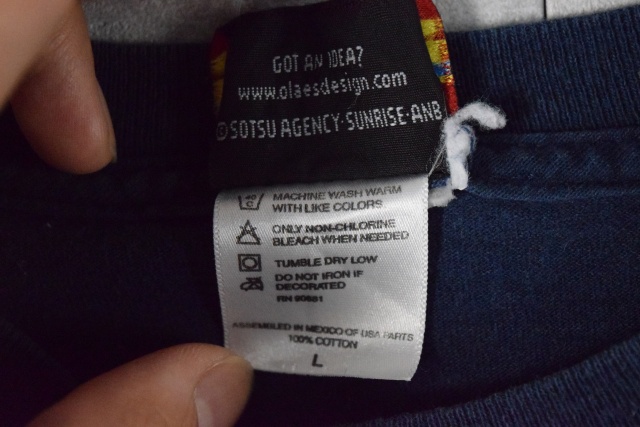 GOT AN IDEA?
www.olaesdesign.com
© SOTSU AGENCY·SUNRISE·ANB
MACHINE WASH WARM
WITH LIKE COLORS
ONLY NON-CHLORINE
BLEACH WHEN NEEDED
TUMBLE DRY LOW
DO NOT IRON IF
DECORATED
RN 90881
ASSEMBLED IN MEXICO OF USA PARTS
100% COTTON
L